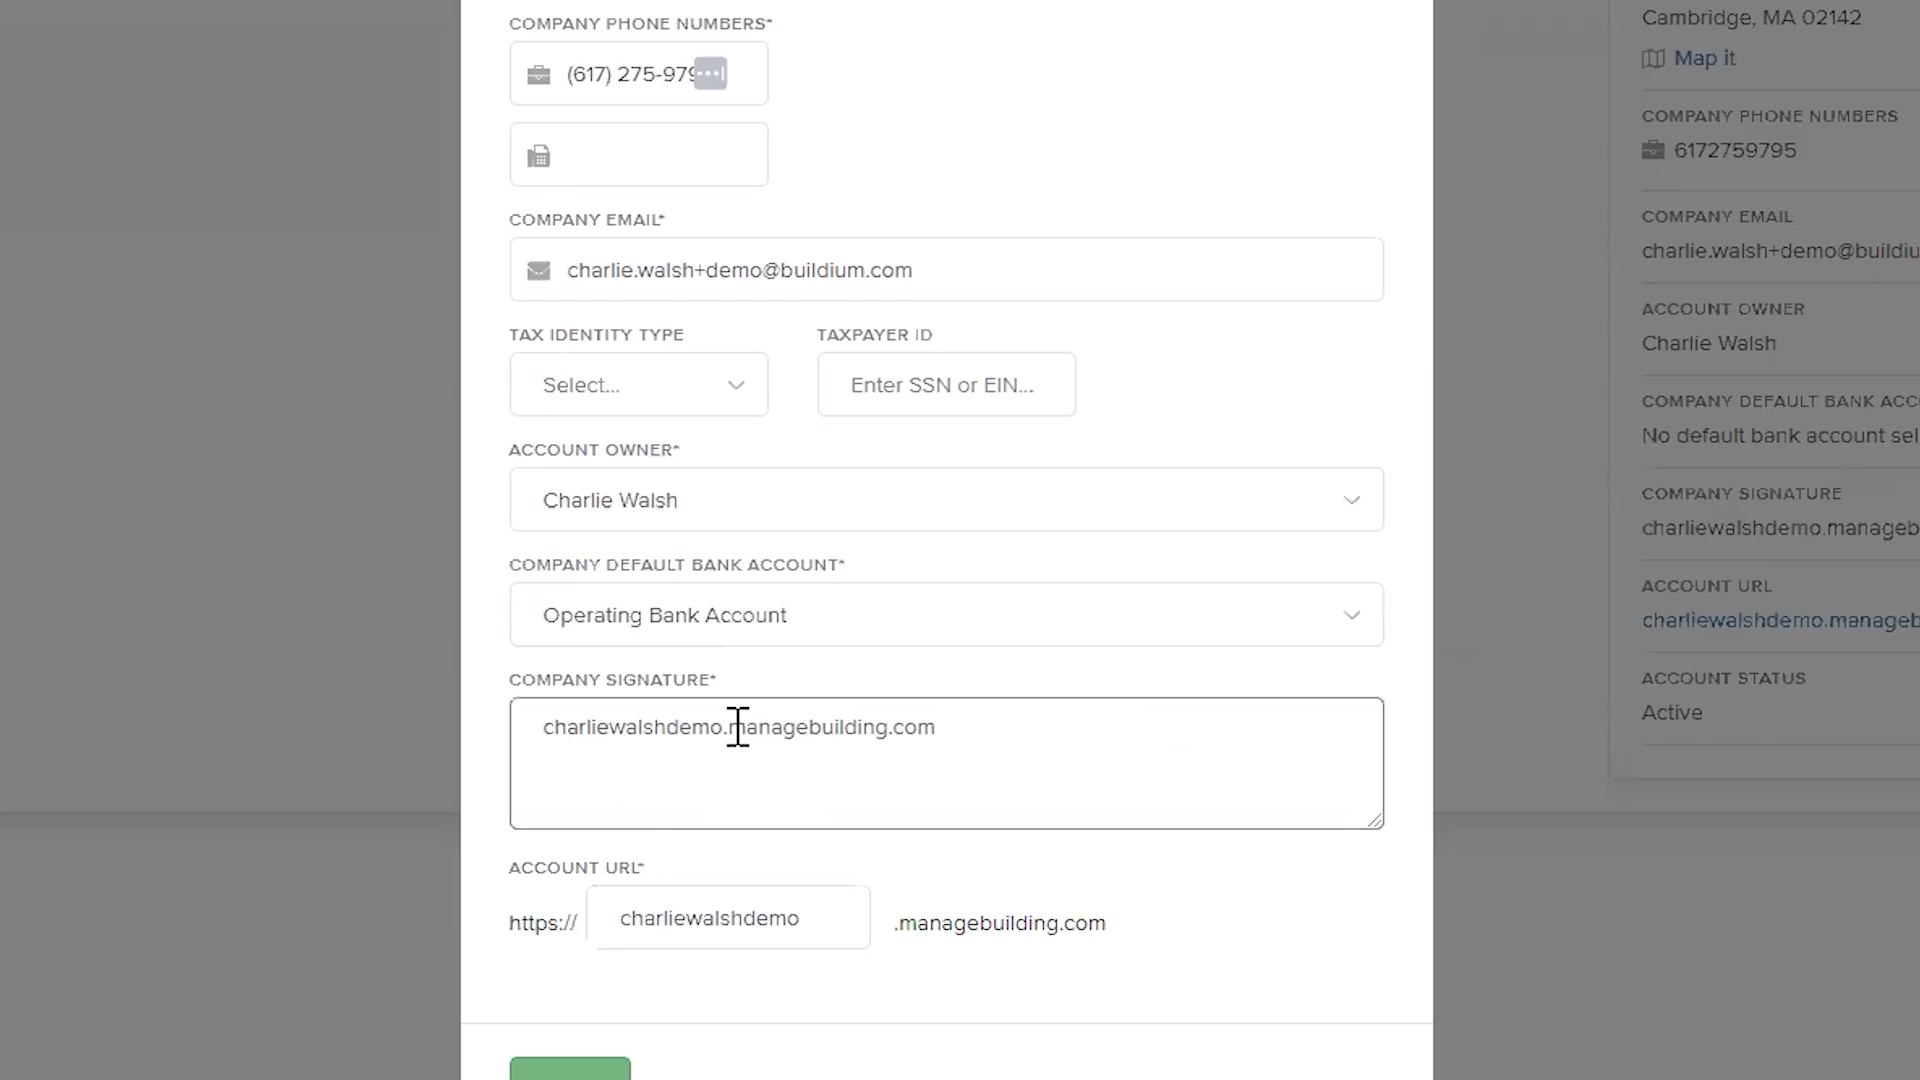 COMPANY PHONE NUMBERS*
(617) 275-979
COMPANY EMAIL*
charlie.walsh+demo@buildium.com
TAX IDENTITY TYPE
TAXPAYER ID
Select...
Enter SSN or EIN...
ACCOUNT OWNER*
Charlie Walsh
COMPANY DEFAULT BANK ACCOUNT*
Operating Bank Account
COMPANY SIGNATURE*
charliewalshdemo.managebuilding.com
ACCOUNT URL*
https:// charliewalshdemo .managebuilding.com
Cambridge, MA 02142
Map it
COMPANY PHONE NUMBERS
6172759795
COMPANY EMAIL
charlie.walsh+demo@buildiu
ACCOUNT OWNER
Charlie Walsh
COMPANY DEFAULT BANK ACCO
No default bank account sel
COMPANY SIGNATURE
charliewalshdemo.manageb
ACCOUNT URL
charliewalshdemo.manageb
ACCOUNT STATUS
Active